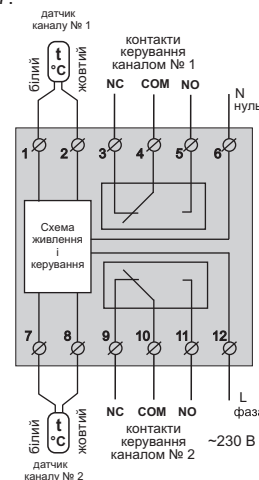 датчик
каналу № 1
білий
t
°C
жовтий
контакти
керування
каналом № 1
NC COM NO
N
нуль
1 2 3 4 5 6
Схема
живлення
і
керування
7 8 9 10 11 12
білий
t
°C
жовтий
NC COM NO
контакти
керування
каналом № 2
L
фаза
~230 В
датчик
каналу № 2